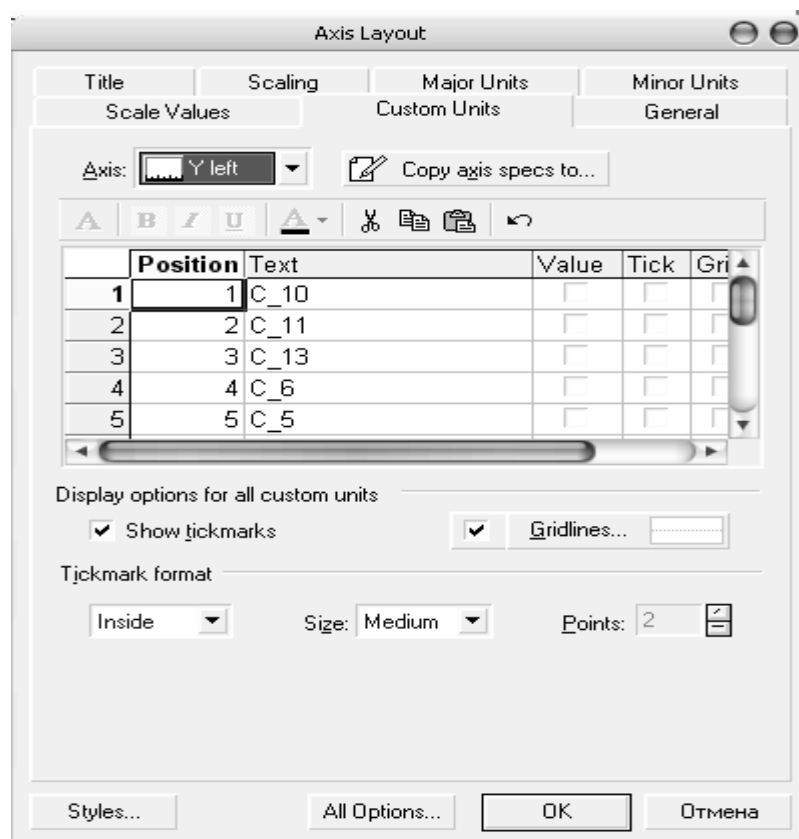 Axis Layout
Title Scaling Major Units Minor Units
Scale Values Custom Units General
Axis: Y left Copy axis specs to...
A B I U A
Position Text Value Tick Gri
1 1 C_10
2 2 C_11
3 3 C_13
4 4 C_6
5 5 C_5
Display options for all custom units
Show tickmarks Gridlines...
Tickmark format
Inside Size: Medium Points: 2
Styles... All Options... OK Отмена